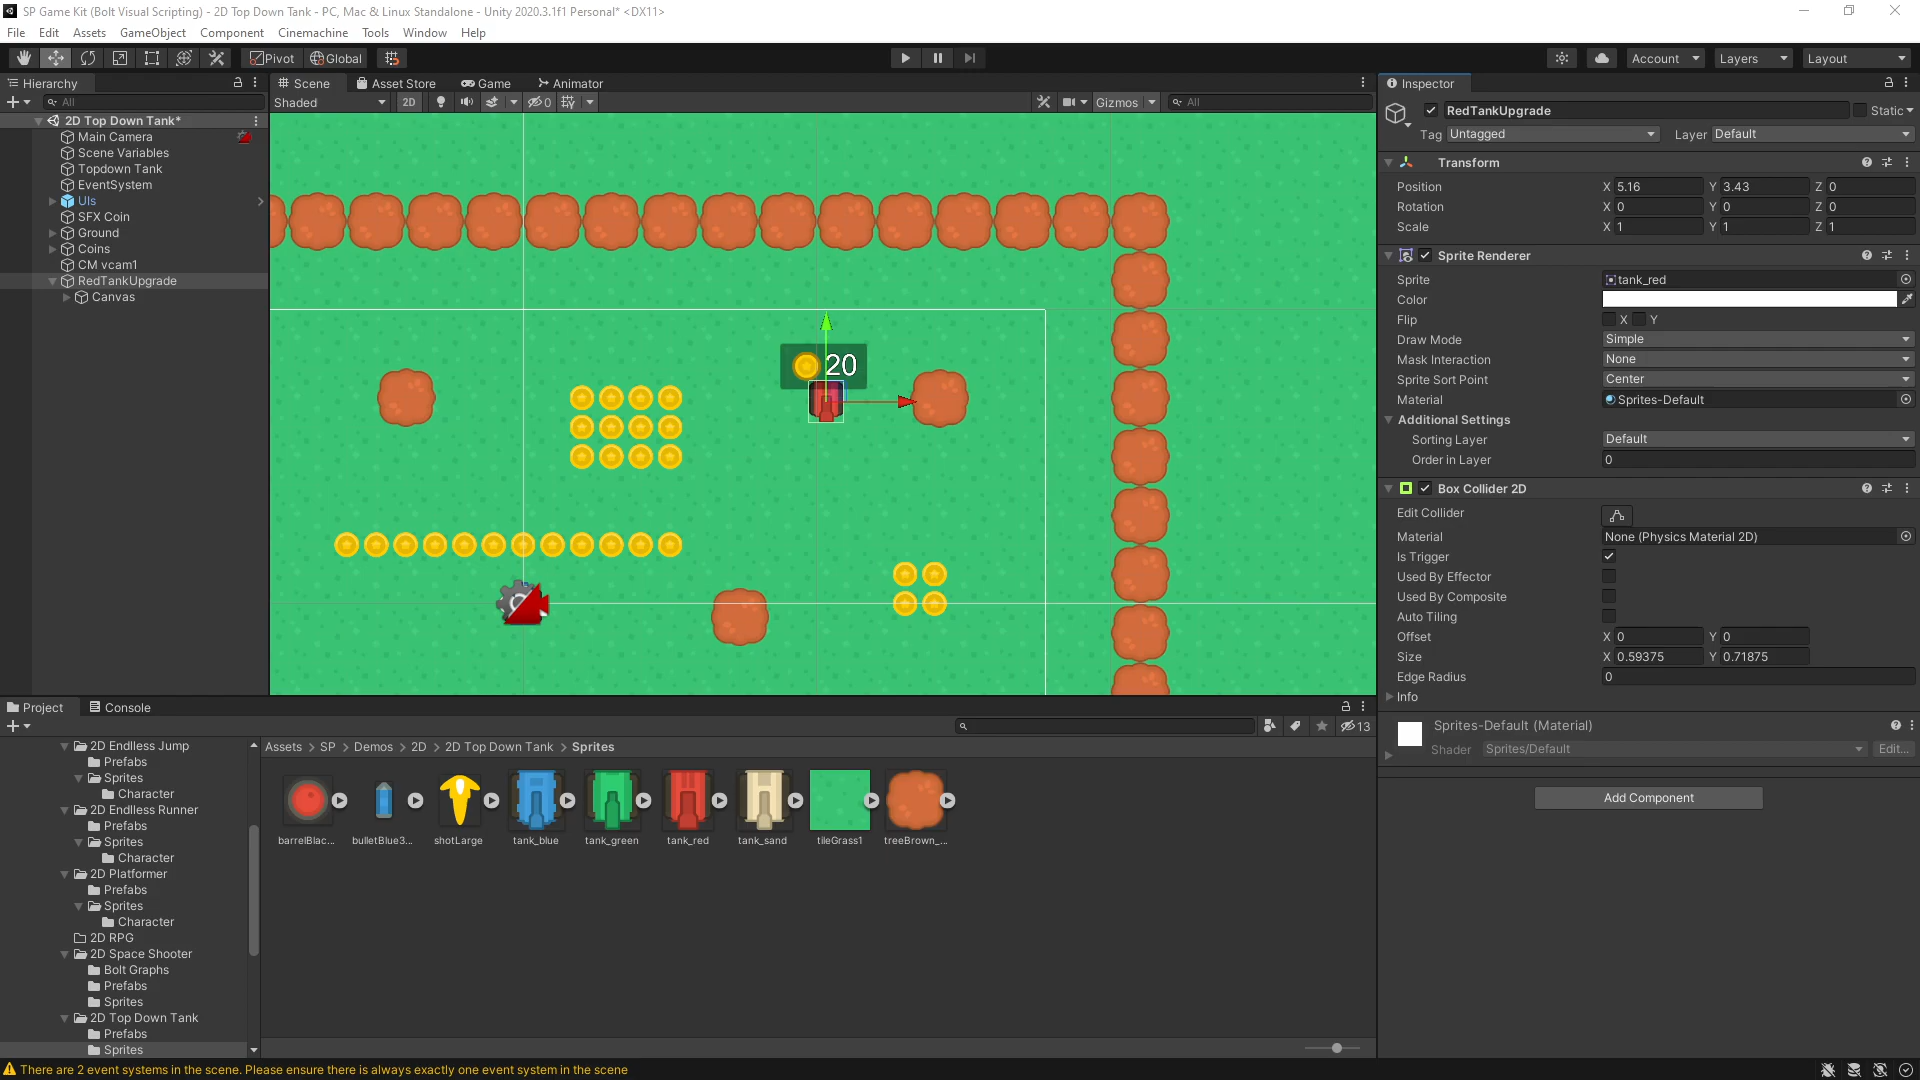 SP Game Kit (Bolt Visual Scripting) - 2D Top Down Tank - PC, Mac & Linux Standalone - Unity 2020.3.1f1 Personal* <DX11>
File Edit Assets GameObject Component Cinemachine Tools Window Help
Pivot Global Account Layers Layout
Hierarchy
All
2D Top Down Tank*
Main Camera
Scene Variables
Topdown Tank
EventSystem
UIs
SFX Coin
Ground
Coins
CM vcam1
RedTankUpgrade
Canvas
Scene Asset Store Game Animator
Shaded 2D 0 Gizmos All
20
Inspector
RedTankUpgrade Static
Tag Untagged Layer Default
Transform
Position X 5.16 Y 3.43 Z 0
Rotation X 0 Y 0 Z 0
Scale X 1 Y 1 Z 1
Sprite Renderer
Sprite tank_red
Color
Flip X Y
Draw Mode Simple
Mask Interaction None
Sprite Sort Point Center
Material Sprites-Default
Additional Settings
Sorting Layer Default
Order in Layer 0
Box Collider 2D
Edit Collider
Material None (Physics Material 2D)
Is Trigger
Used By Effector
Used By Composite
Auto Tiling
Offset X 0 Y 0
Size X 0.59375 Y 0.71875
Edge Radius 0
Info
Sprites-Default (Material)
Shader Sprites/Default Edit...
Add Component
Project Console
13
2D Endless Jump
Prefabs
Sprites
Character
2D Endless Runner
Prefabs
Sprites
Character
2D Platformer
Prefabs
Sprites
Character
2D RPG
2D Space Shooter
Bolt Graphs
Prefabs
Sprites
2D Top Down Tank
Prefabs
Sprites
Assets > SP > Demos > 2D > 2D Top Down Tank > Sprites
barrelBlac... bulletBlue3... shotLarge tank_blue tank_green tank_red tank_sand tileGrass1 treeBrown_...
There are 2 event systems in the scene. Please ensure there is always exactly one event system in the scene